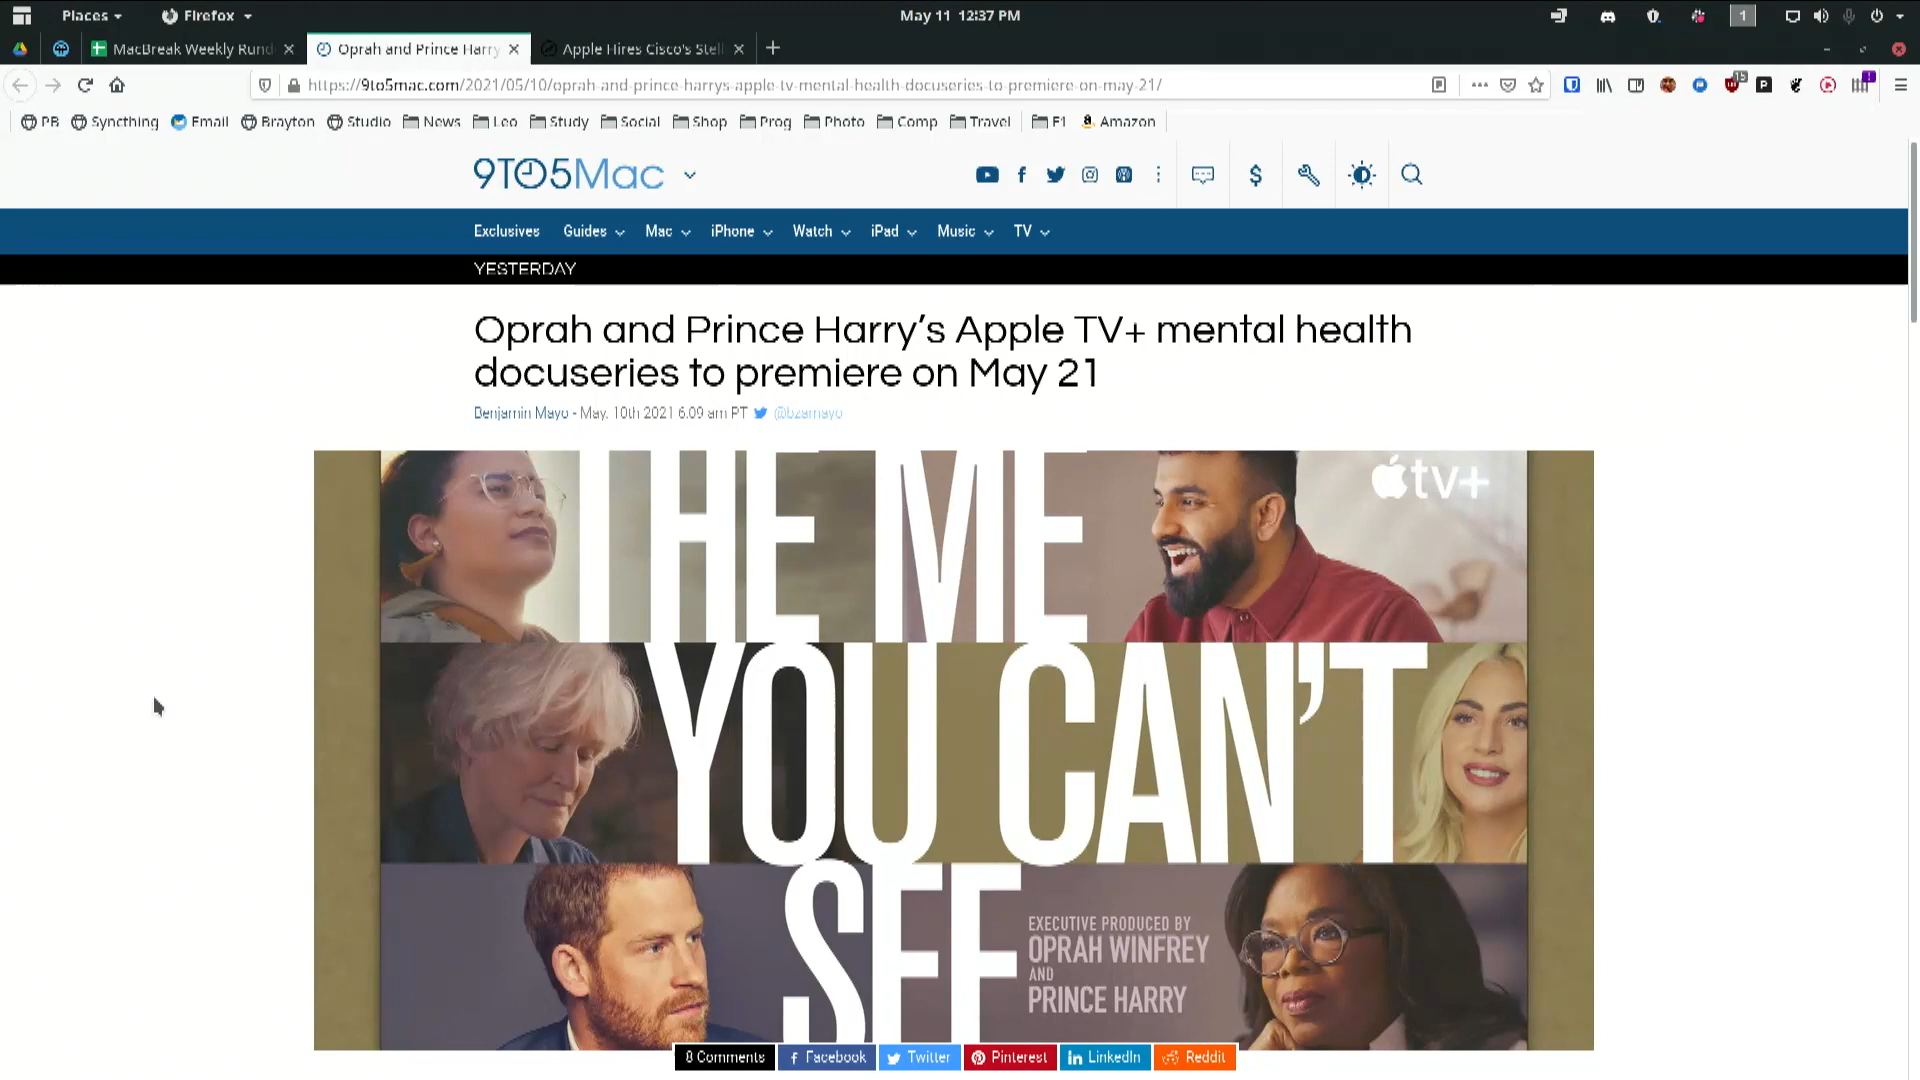 Places
Firefox
May 11 12:37 PM
1
MacBreak Weekly Rund
Oprah and Prince Harry
Apple Hires Cisco's Stell
https://9to5mac.com/2021/05/10/oprah-and-prince-harrys-apple-tv-mental-health-docuseries-to-premiere-on-may-21/
15
1
PB
Syncthing
Email
Brayton
Studio
News
Leo
Study
Social
Shop
Prog
Photo
Comp
Travel
F1
Amazon
9TO5Mac
Exclusives
Guides
Mac
iPhone
Watch
iPad
Music
TV
YESTERDAY
Oprah and Prince Harry’s Apple TV+ mental health
docuseries to premiere on May 21
Benjamin Mayo - May. 10th 2021 6:09 am PT @bzamayo
tv+
THE ME
YOU CAN'T
SEE
EXECUTIVE PRODUCED BY
OPRAH WINFREY
AND
PRINCE HARRY
8 Comments
Facebook
Twitter
Pinterest
LinkedIn
Reddit